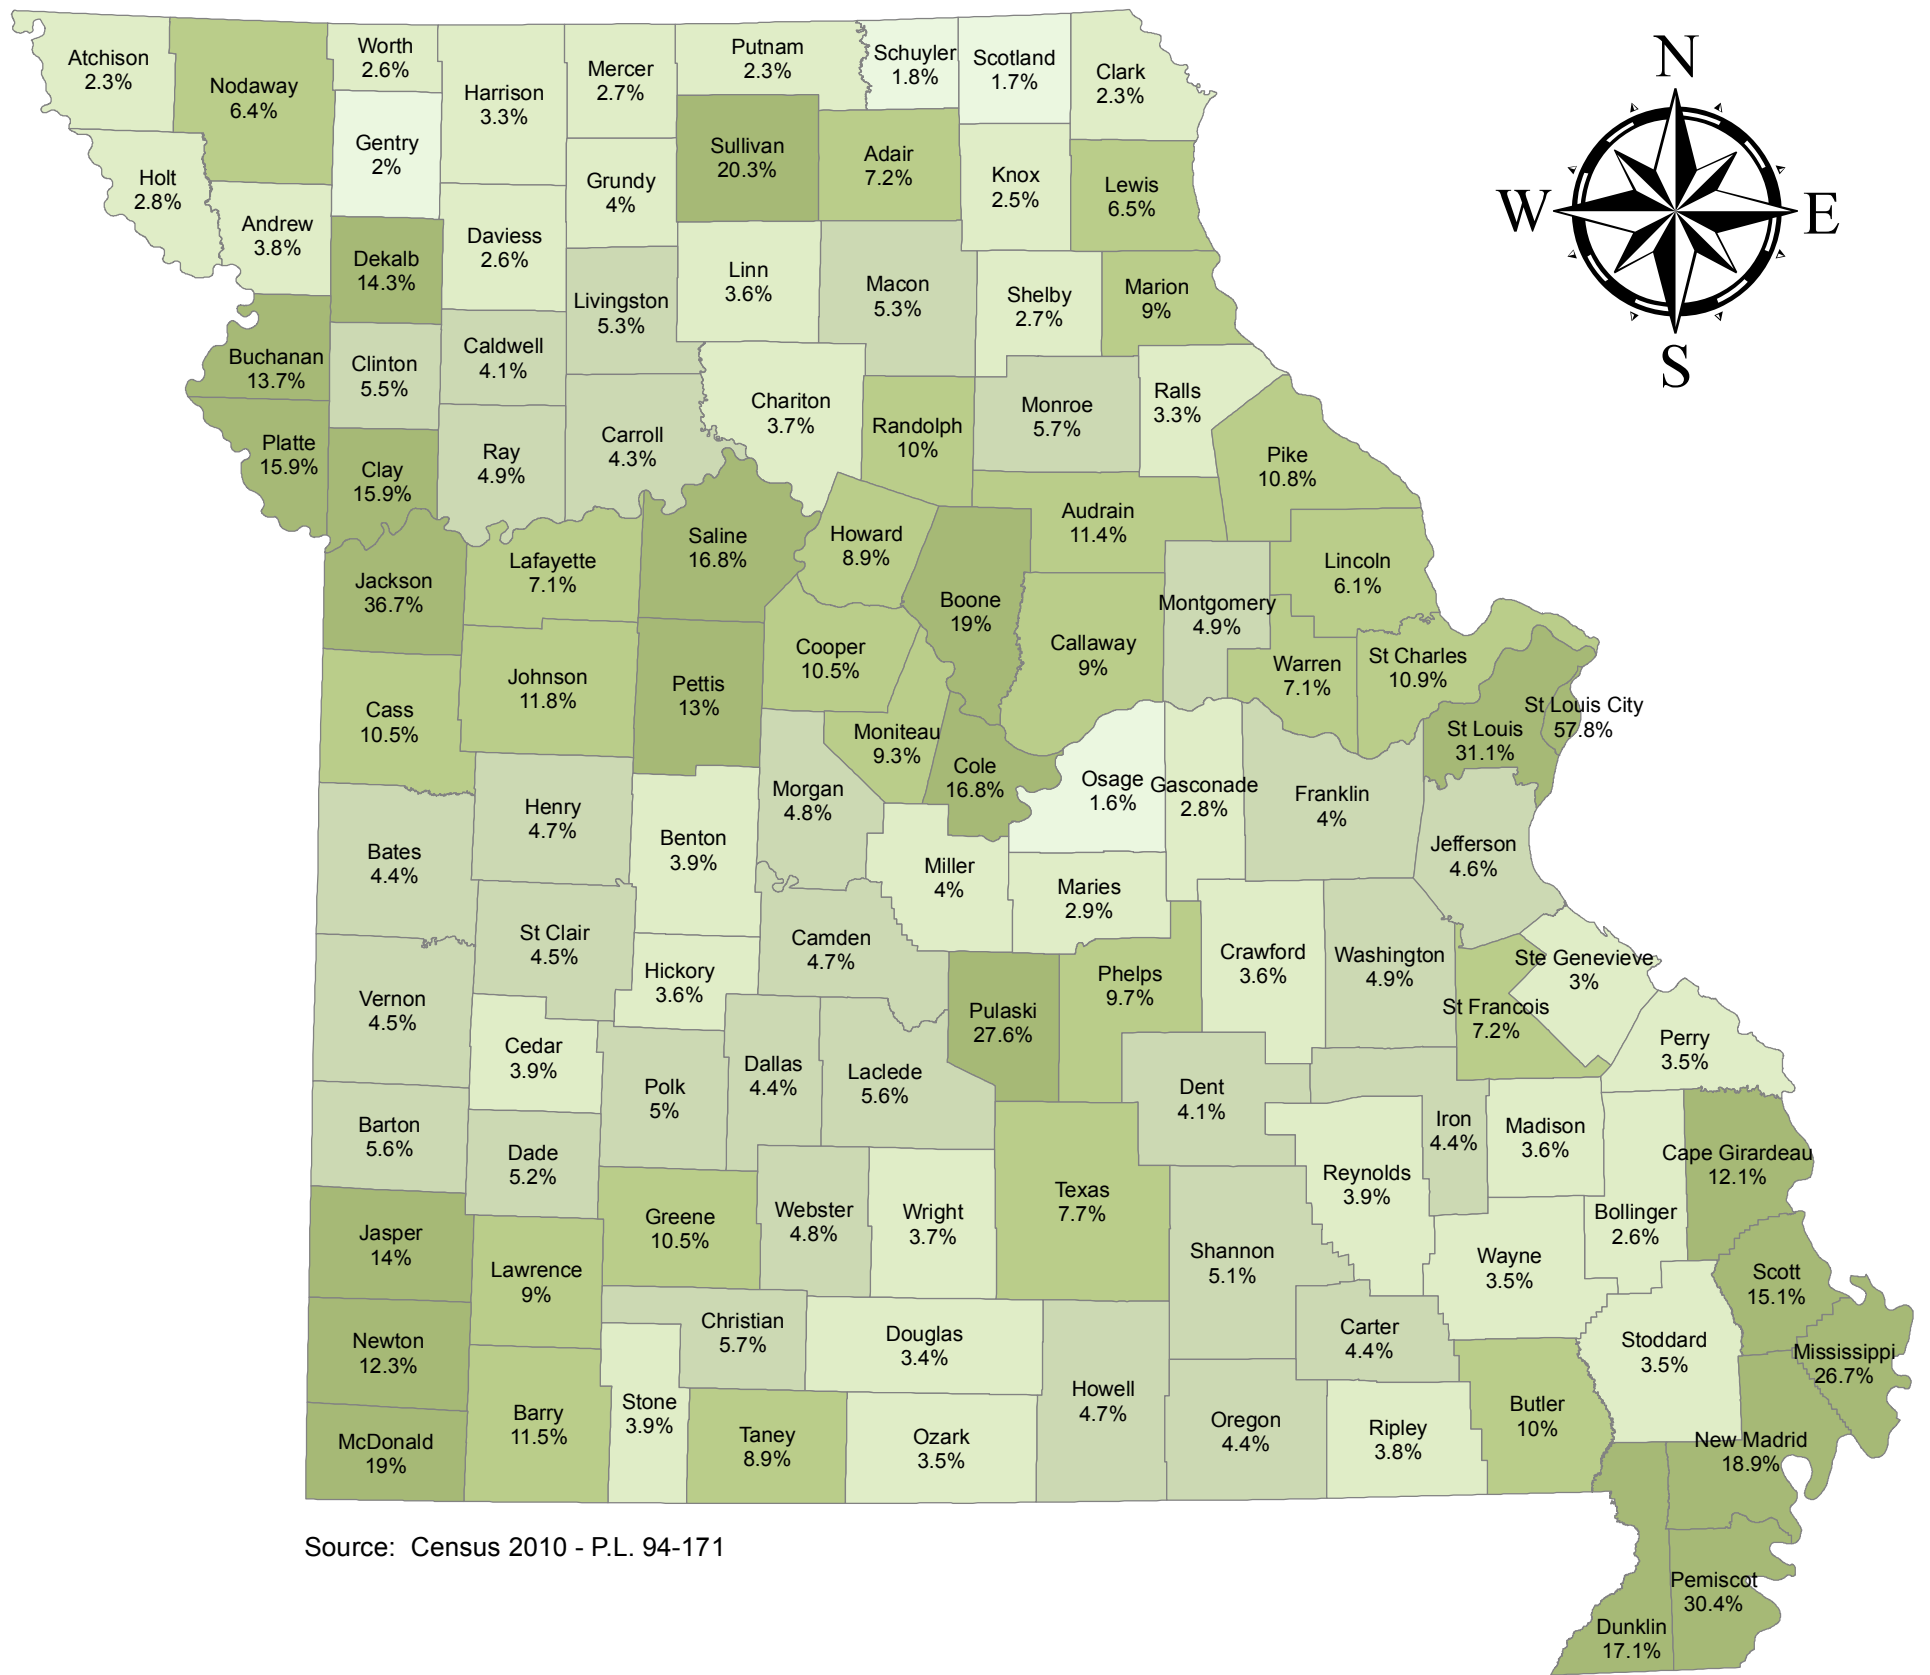 Atchison
2.3%
Nodaway
6.4%
Worth
2.6%
Harrison
3.3%
Mercer
2.7%
Putnam
2.3%
Schuyler
1.8%
Scotland
1.7%
Clark
2.3%
N
W
E
S
Gentry
2%
Holt
2.8%
Andrew
3.8%
Dekalb
14.3%
Daviess
2.6%
Grundy
4%
Sullivan
20.3%
Adair
7.2%
Knox
2.5%
Lewis
6.5%
Linn
3.6%
Macon
5.3%
Shelby
2.7%
Marion
9%
Livingston
5.3%
Buchanan
13.7%
Clinton
5.5%
Caldwell
4.1%
Platte
15.9%
Clay
15.9%
Ray
4.9%
Carroll
4.3%
Chariton
3.7%
Randolph
10%
Monroe
5.7%
Ralls
3.3%
Pike
10.8%
Audrain
11.4%
Jackson
36.7%
Lafayette
7.1%
Saline
16.8%
Howard
8.9%
Boone
19%
Callaway
9%
Montgomery
4.9%
Lincoln
6.1%
Warren
7.1%
St Charles
10.9%
St Louis
31.1%
St Louis City
57.8%
Cass
10.5%
Johnson
11.8%
Pettis
13%
Cooper
10.5%
Moniteau
9.3%
Cole
16.8%
Osage
1.6%
Gasconade
2.8%
Franklin
4%
Jefferson
4.6%
Bates
4.4%
Henry
4.7%
Benton
3.9%
Morgan
4.8%
Miller
4%
Maries
2.9%
Crawford
3.6%
Washington
4.9%
Ste Genevieve
3%
St Francois
7.2%
Perry
3.5%
Vernon
4.5%
St Clair
4.5%
Hickory
3.6%
Camden
4.7%
Pulaski
27.6%
Phelps
9.7%
Cedar
3.9%
Polk
5%
Dallas
4.4%
Laclede
5.6%
Dent
4.1%
Iron
4.4%
Madison
3.6%
Cape Girardeau
12.1%
Barton
5.6%
Dade
5.2%
Reynolds
3.9%
Bollinger
2.6%
Jasper
14%
Lawrence
9%
Greene
10.5%
Webster
4.8%
Wright
3.7%
Texas
7.7%
Shannon
5.1%
Wayne
3.5%
Scott
15.1%
Newton
12.3%
Christian
5.7%
Douglas
3.4%
Carter
4.4%
Stoddard
3.5%
Mississippi
26.7%
McDonald
19%
Barry
11.5%
Stone
3.9%
Taney
8.9%
Ozark
3.5%
Howell
4.7%
Oregon
4.4%
Ripley
3.8%
Butler
10%
New Madrid
18.9%
Pemiscot
30.4%
Dunklin
17.1%
Source:  Census 2010 - P.L. 94-171